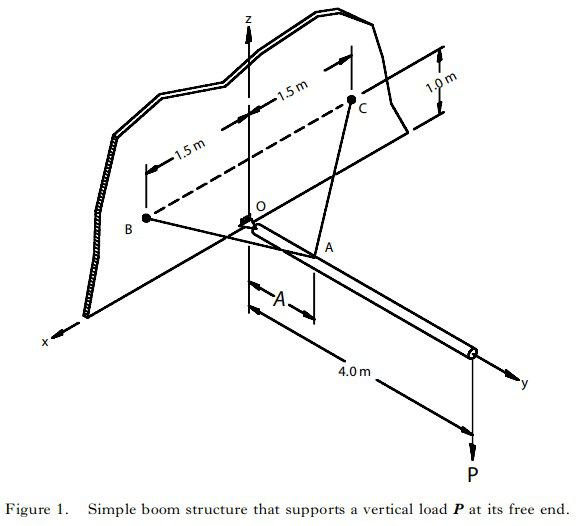 z
1.5 m
1.0 m
C
1.5 m
O
B
A
A
x
4.0 m
y
P
Figure 1. Simple boom structure that supports a vertical load P at its free end.